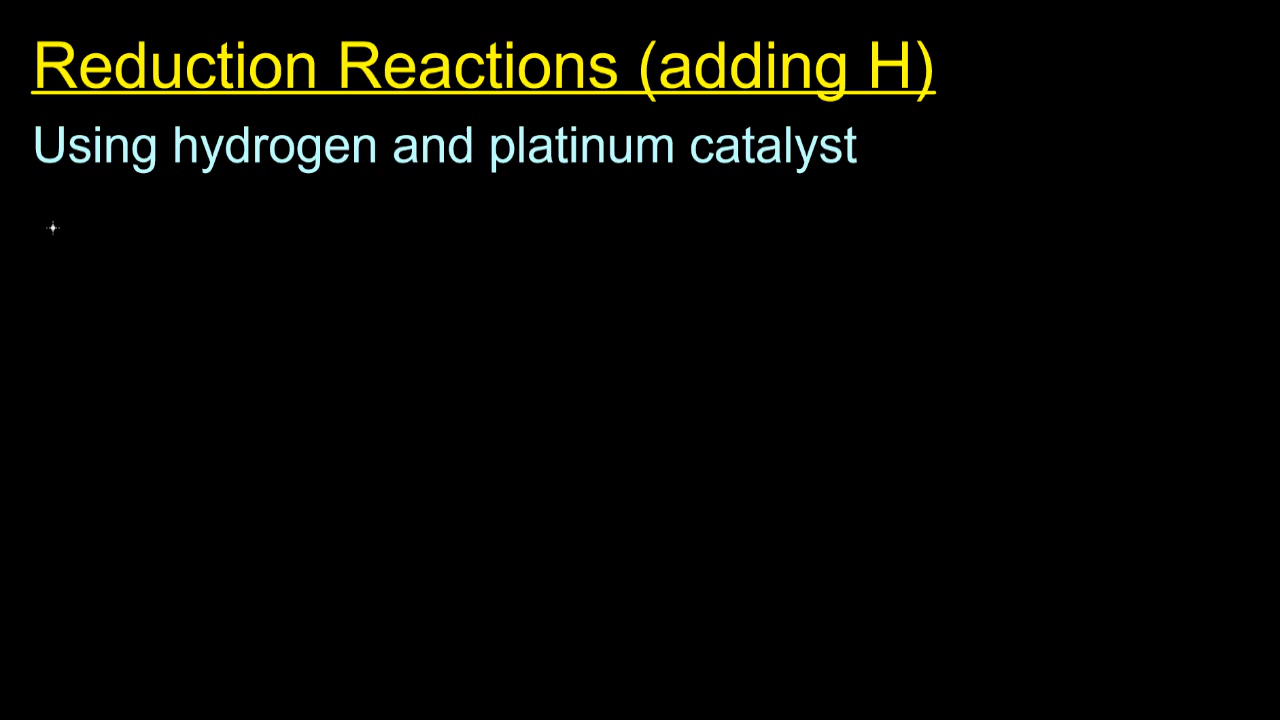 Reduction Reactions (adding H)
Using hydrogen and platinum catalyst